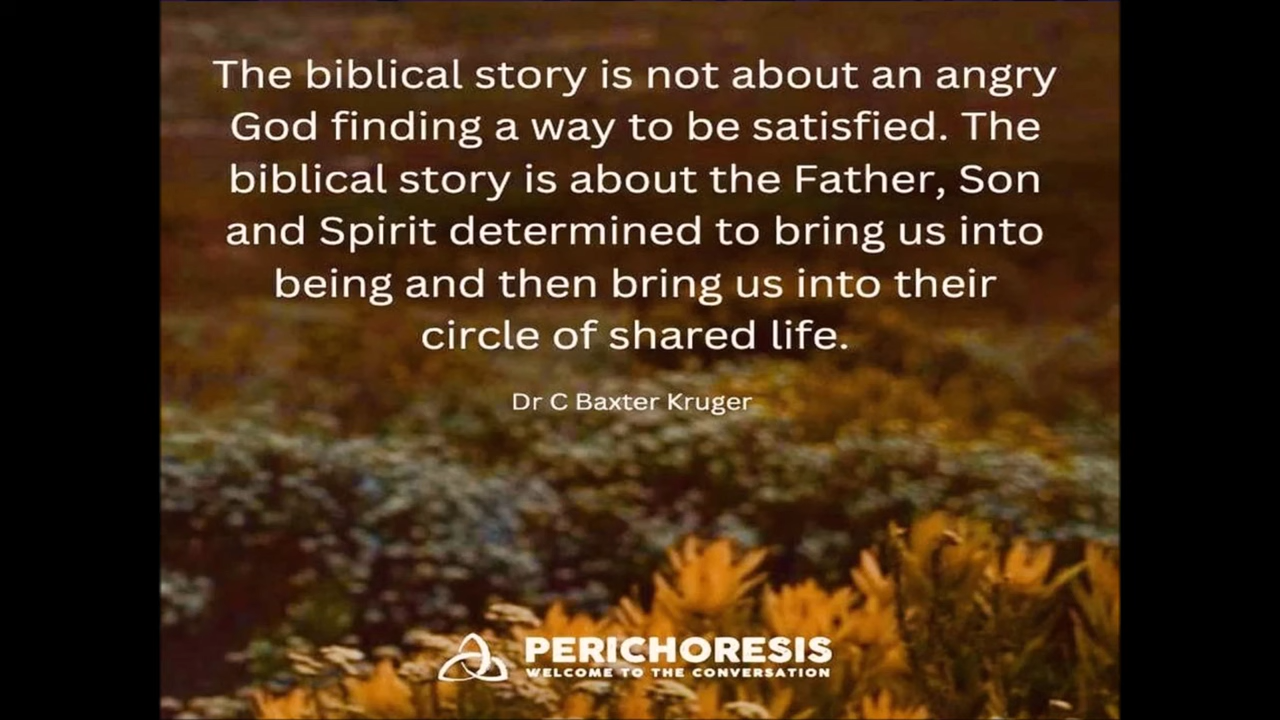 The biblical story is not about an angry
God finding a way to be satisfied. The
biblical story is about the Father, Son
and Spirit determined to bring us into
being and then bring us into their
circle of shared life.
Dr C Baxter Kruger
PERICHORESIS
WELCOME TO THE CONVERSATION